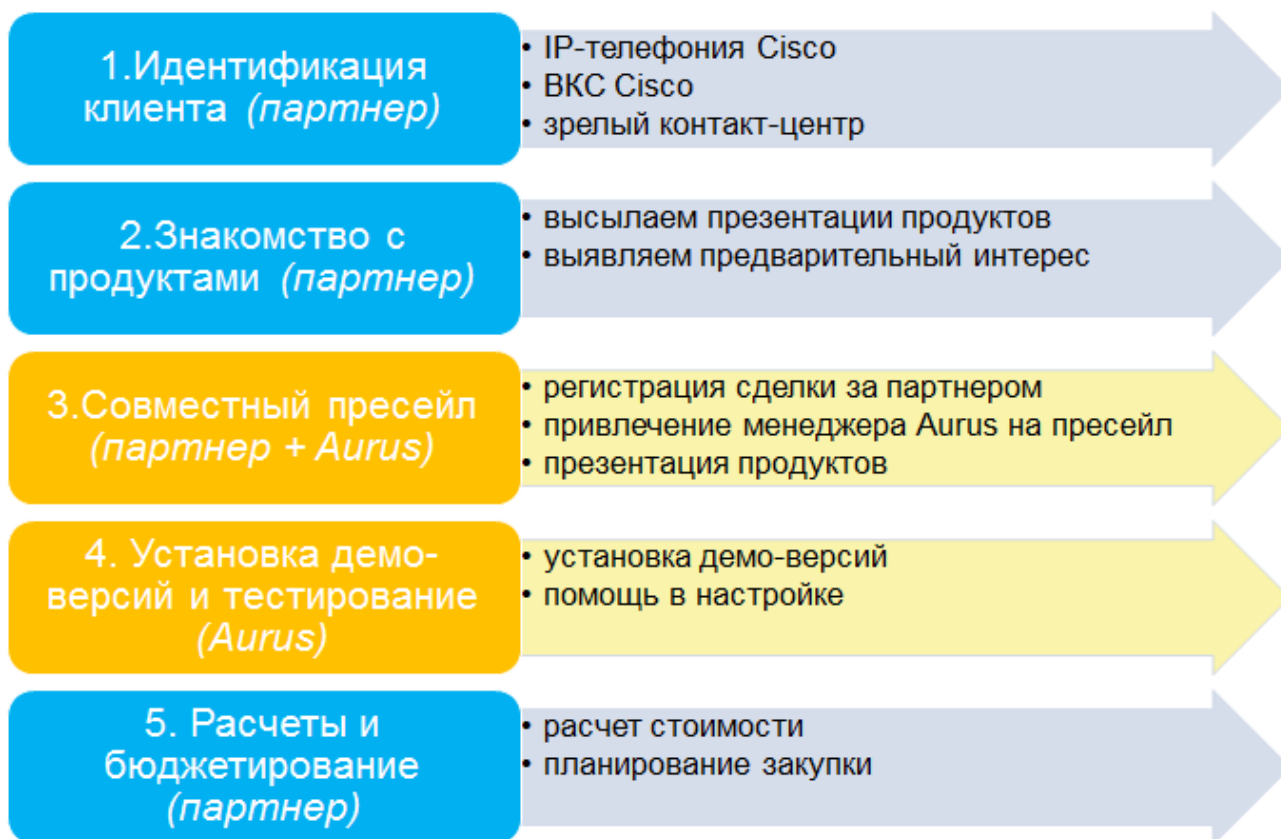 1.Идентификация
клиента (партнер)
• IP-телефония Cisco
• ВКС Cisco
• зрелый контакт-центр
2.Знакомство с
продуктами (партнер)
• высылаем презентации продуктов
• выявляем предварительный интерес
3.Совместный пресейл
(партнер + Aurus)
• регистрация сделки за партнером
• привлечение менеджера Aurus на пресейл
• презентация продуктов
4. Установка демо-
версий и тестирование
(Aurus)
• установка демо-версий
• помощь в настройке
5. Расчеты и
бюджетирование
(партнер)
• расчет стоимости
• планирование закупки